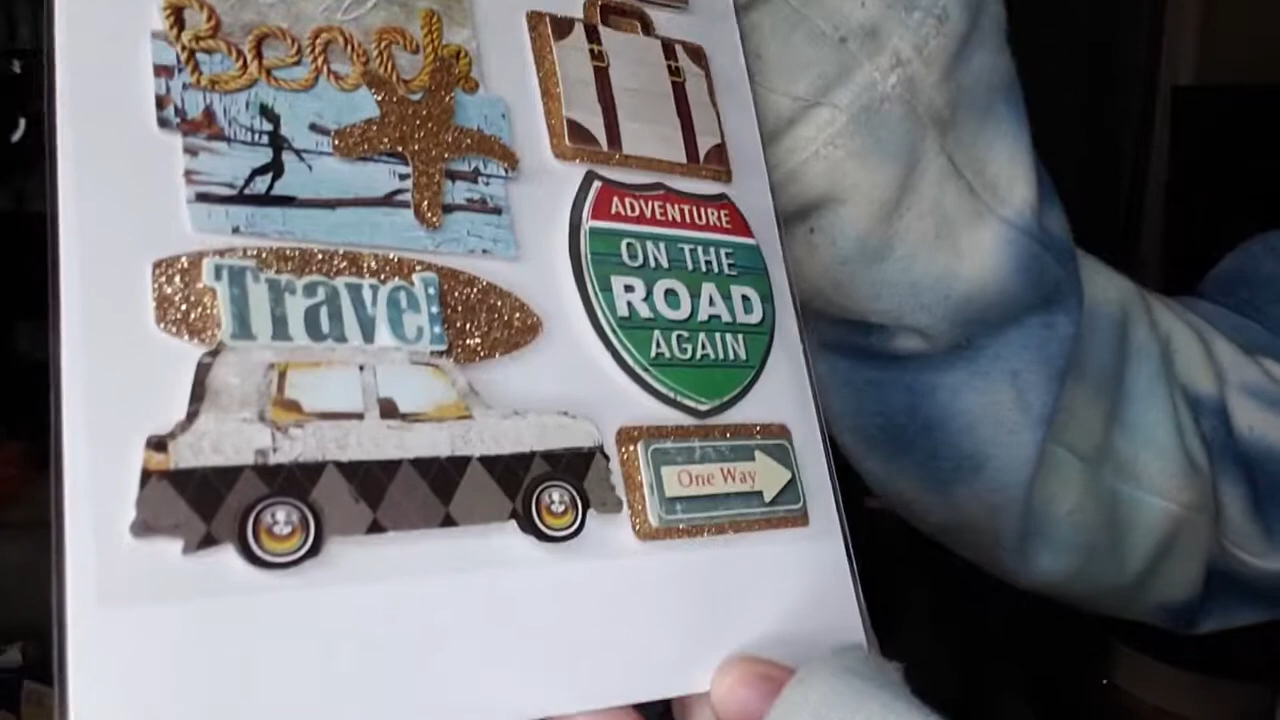 Beach
Travel
ADVENTURE
ON THE
ROAD
AGAIN
One Way